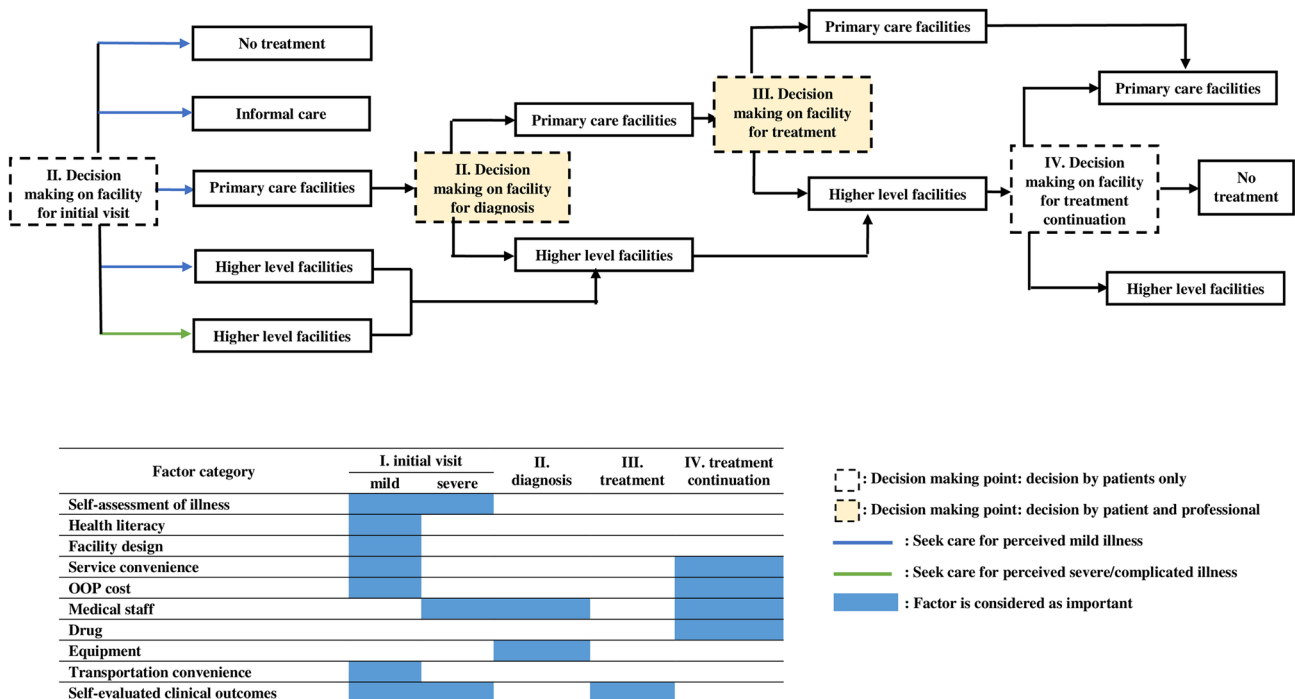 No treatment
Informal care
II. Decision
making on facility
for initial visit
Primary care facilities
Higher level facilities
Higher level facilities
II. Decision
making on facility
for diagnosis
Primary care facilities
Higher level facilities
III. Decision
making on facility
for treatment
Primary care facilities
Higher level facilities
IV. Decision
making on facility
for treatment
continuation
Primary care facilities
No
treatment
Higher level facilities
Factor category I. initial visit II. diagnosis III. treatment IV. treatment continuation
mild severe
Self-assessment of illness
Health literacy
Facility design
Service convenience
OOP cost
Medical staff
Drug
Equipment
Transportation convenience
Self-evaluated clinical outcomes
: Decision making point: decision by patients only
: Decision making point: decision by patient and professional
: Seek care for perceived mild illness
: Seek care for perceived severe/complicated illness
: Factor is considered as important